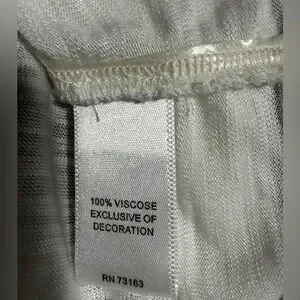 100% VISCOSE
EXCLUSIVE OF
DECORATION
RN 73163